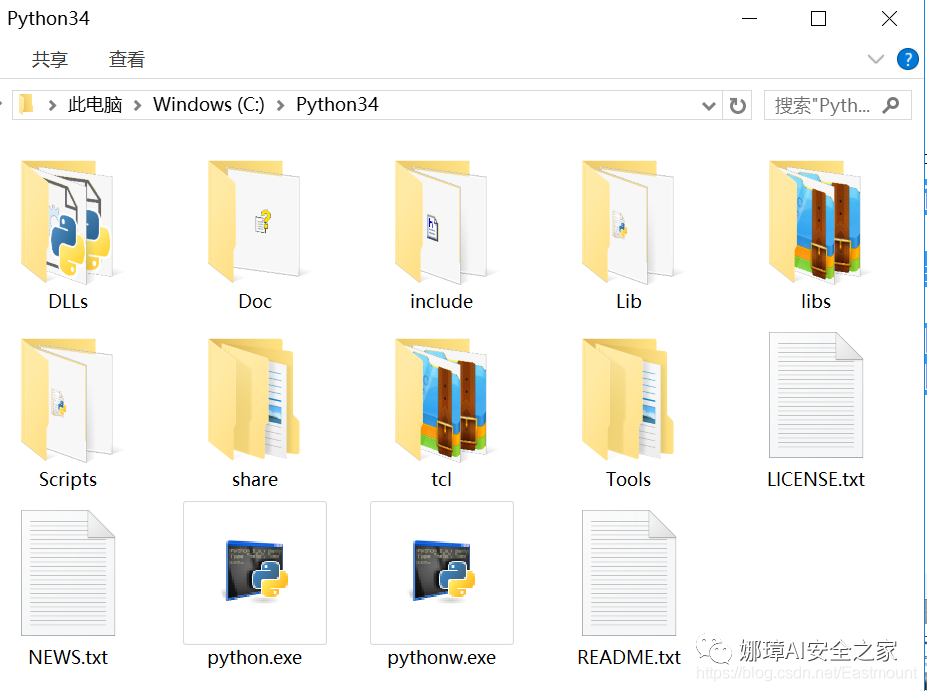 Python34
共享 查看
此电脑 Windows (C:) Python34 搜索"Pyth...
DLLs Doc include Lib libs
Scripts share tcl Tools LICENSE.txt
NEWS.txt python.exe pythonw.exe README.txt
娜璋AI安全之家
https://blog.csdn.net/Eastmount